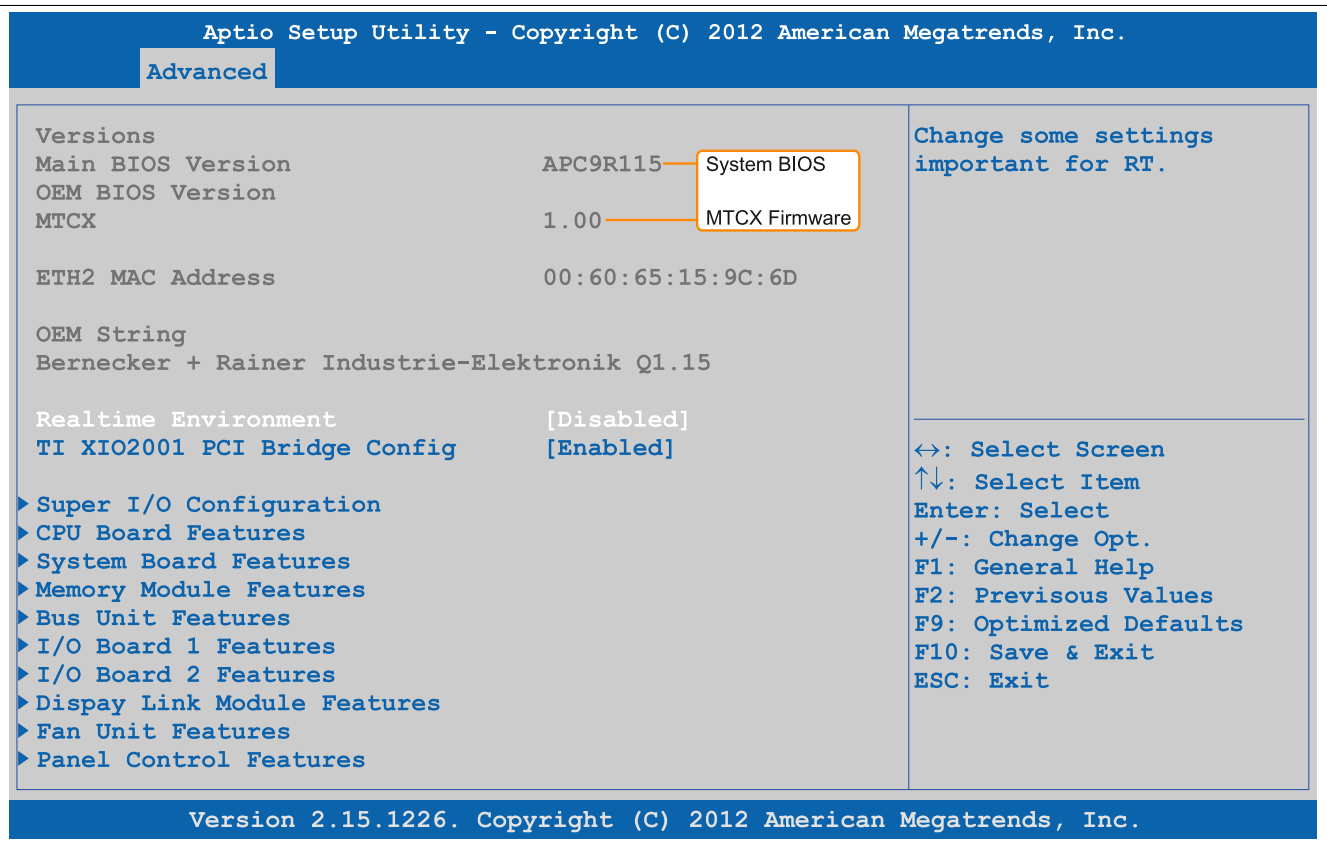 Aptio Setup Utility - Copyright (C) 2012 American Megatrends, Inc.
Advanced
Versions
Main BIOS Version APC9R115 System BIOS
OEM BIOS Version
MTCX 1.00 MTCX Firmware
ETH2 MAC Address 00:60:65:15:9C:6D
OEM String
Bernecker + Rainer Industrie-Elektronik Q1.15
Realtime Environment [Disabled]
TI XIO2001 PCI Bridge Config [Enabled]
Super I/O Configuration
CPU Board Features
System Board Features
Memory Module Features
Bus Unit Features
I/O Board 1 Features
I/O Board 2 Features
Dispay Link Module Features
Fan Unit Features
Panel Control Features
Change some settings
important for RT.
↔: Select Screen
↑↓: Select Item
Enter: Select
+/-: Change Opt.
F1: General Help
F2: Previsous Values
F9: Optimized Defaults
F10: Save & Exit
ESC: Exit
Version 2.15.1226. Copyright (C) 2012 American Megatrends, Inc.